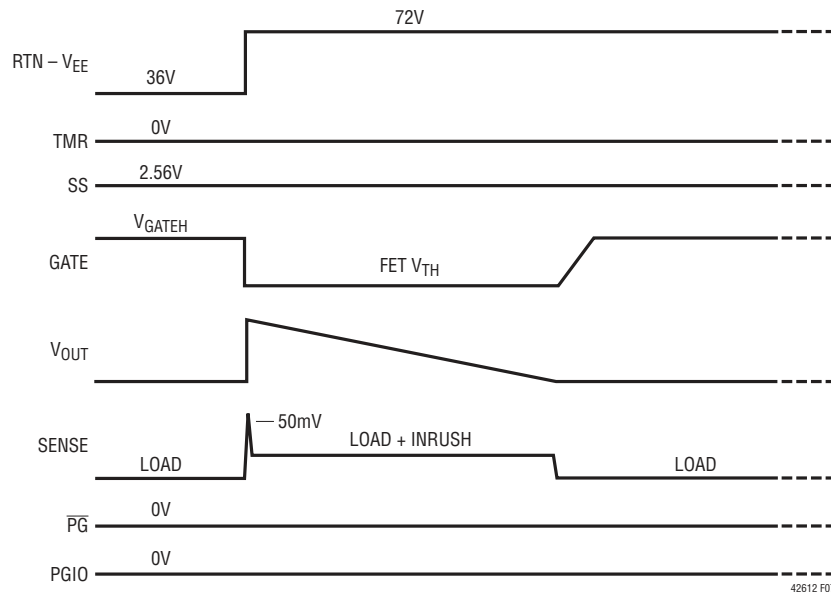 72V
RTN – VEE
36V
TMR
0V
SS
2.56V
VGATEH
GATE
FET VTH
VOUT
50mV
SENSE
LOAD + INRUSH
LOAD
LOAD
PG
0V
PGIO
0V